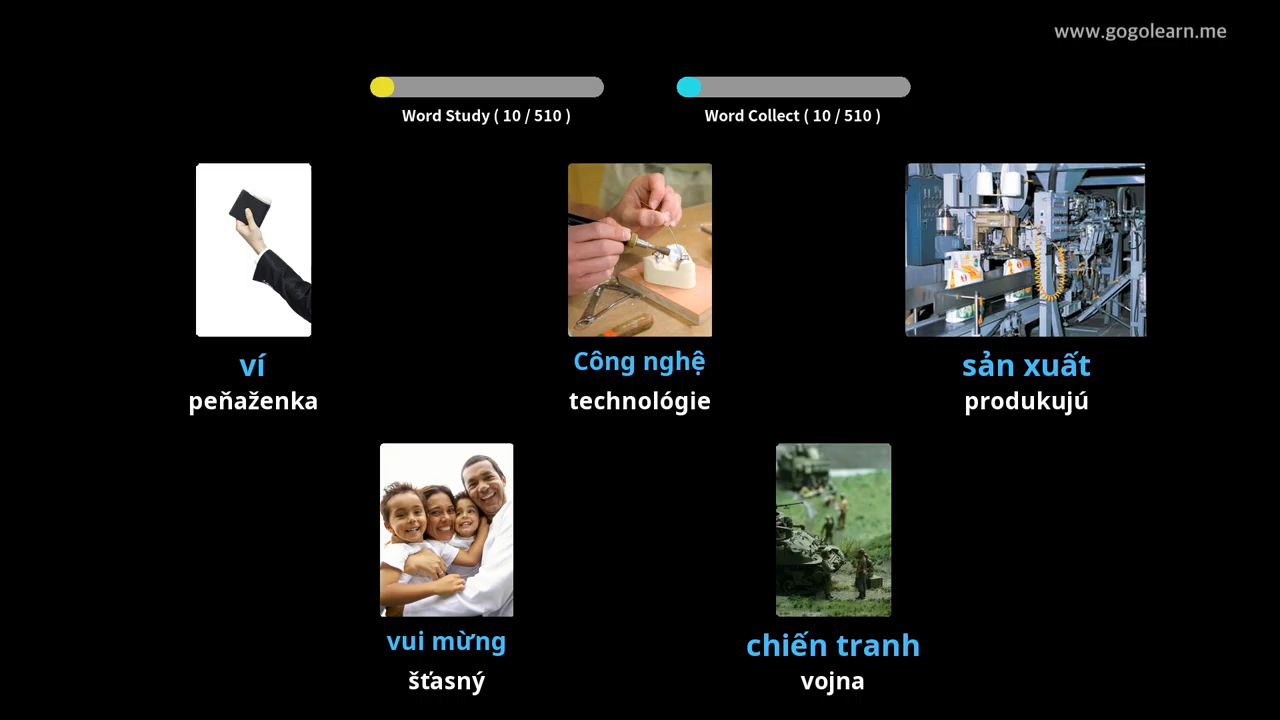 www.gogolearn.me
Word Study ( 10 / 510 )
Word Collect ( 10 / 510 )
ví
peňaženka
Công nghệ
technológie
sản xuất
produkujú
vui mừng
šťasný
chiến tranh
vojna